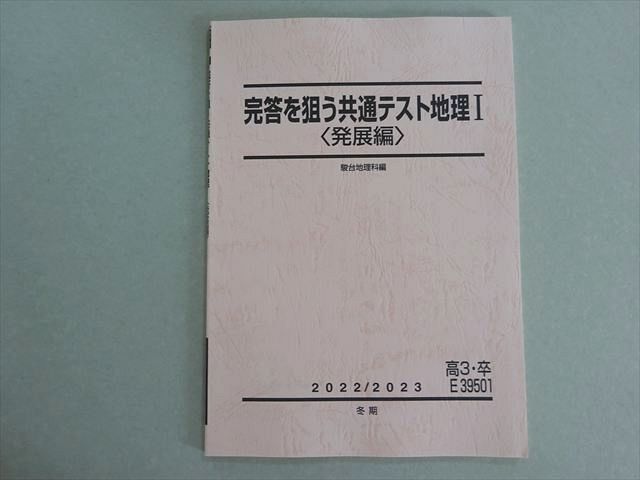 完答を狙う共通テスト地理Ⅰ
〈発展編〉
駿台地理科編
高3・卒
2022/2023
E39501
冬期